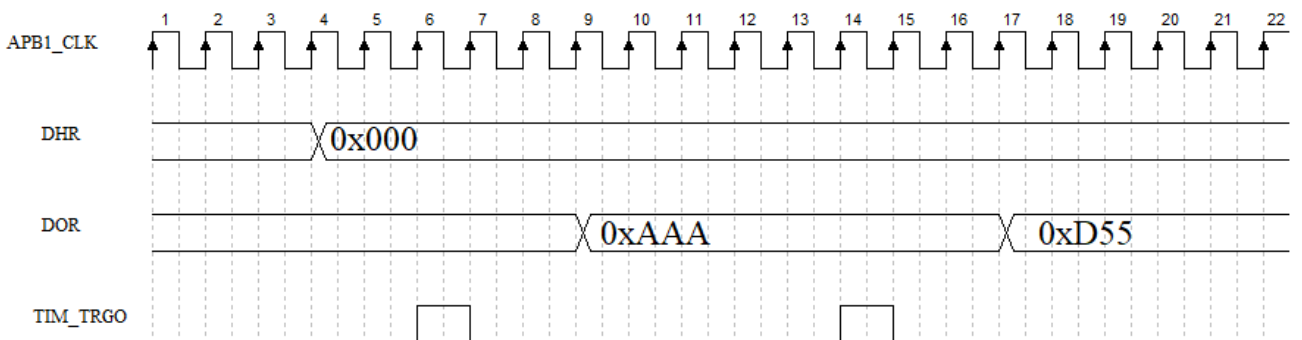 1 2 3 4 5 6 7 8 9 10 11 12 13 14 15 16 17 18 19 20 21 22
APB1_CLK
DHR 0x000
DOR 0xAAA 0xD55
TIM_TRGO